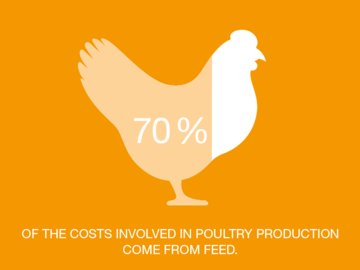 70 %
OF THE COSTS INVOLVED IN POULTRY PRODUCTION
COME FROM FEED.